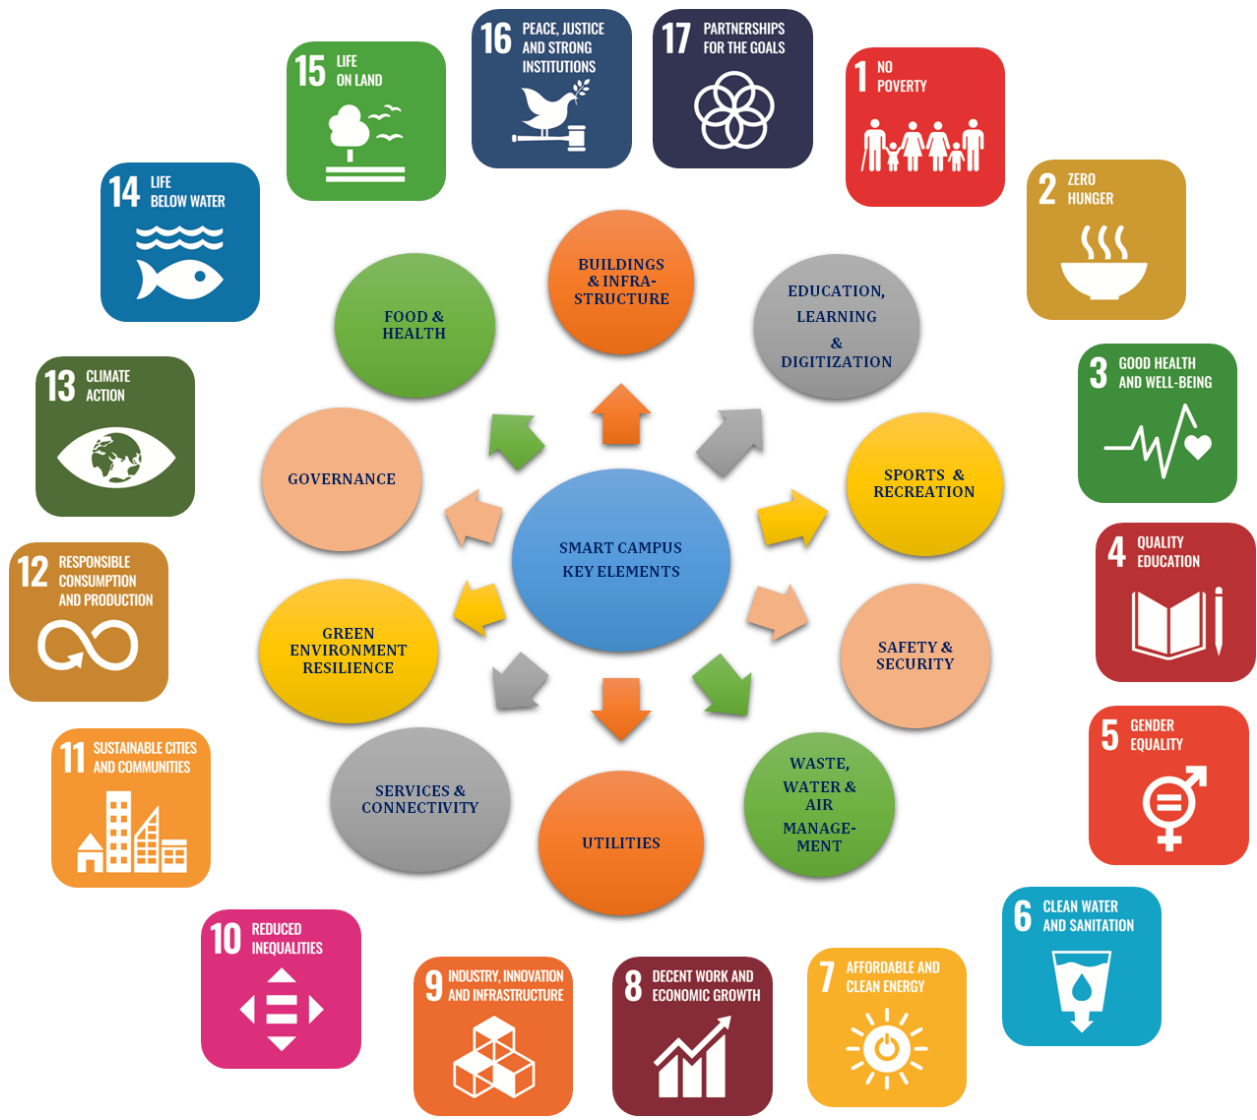 16 PEACE, JUSTICE
AND STRONG
INSTITUTIONS
17 PARTNERSHIPS
FOR THE GOALS
15 LIFE
ON LAND
1 NO
POVERTY
14 LIFE
BELOW WATER
2 ZERO
HUNGER
BUILDINGS
& INFRA-
STRUCTURE
FOOD &
HEALTH
EDUCATION,
LEARNING
&
DIGITIZATION
13 CLIMATE
ACTION
3 GOOD HEALTH
AND WELL-BEING
GOVERNANCE
SPORTS &
RECREATION
SMART CAMPUS
KEY ELEMENTS
12 RESPONSIBLE
CONSUMPTION
AND PRODUCTION
4 QUALITY
EDUCATION
GREEN
ENVIRONMENT
RESILIENCE
SAFETY &
SECURITY
11 SUSTAINABLE CITIES
AND COMMUNITIES
5 GENDER
EQUALITY
SERVICES &
CONNECTIVITY
UTILITIES
WASTE,
WATER &
AIR
MANAGE-
MENT
10 REDUCED
INEQUALITIES
6 CLEAN WATER
AND SANITATION
9 INDUSTRY, INNOVATION
AND INFRASTRUCTURE
8 DECENT WORK AND
ECONOMIC GROWTH
7 AFFORDABLE AND
CLEAN ENERGY